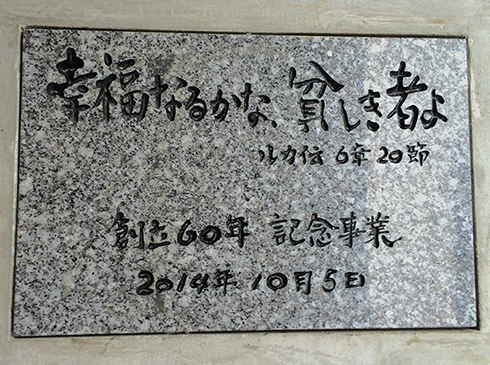 幸福なるかな、貧しき者よ
ルカ伝 6章20節
創立60年 記念事業
2014年10月5日